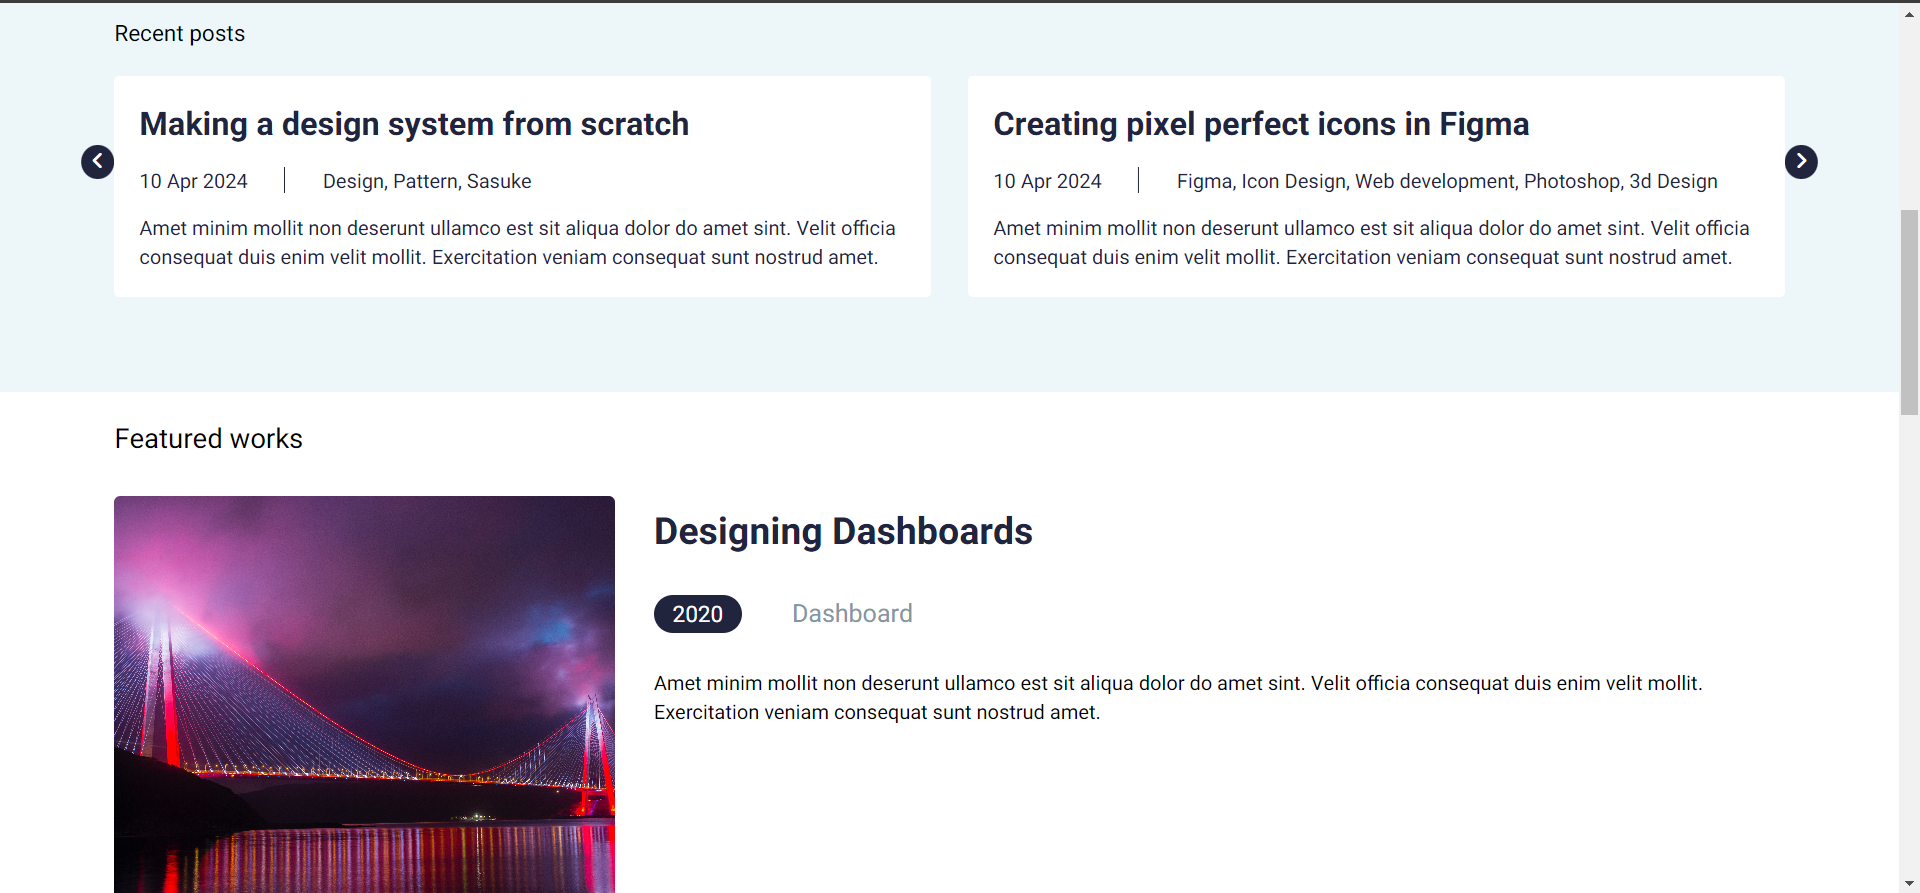 Recent posts
Making a design system from scratch
10 Apr 2024
Design, Pattern, Sasuke
Amet minim mollit non deserunt ullamco est sit aliqua dolor do amet sint. Velit officia
consequat duis enim velit mollit. Exercitation veniam consequat sunt nostrud amet.
Creating pixel perfect icons in Figma
10 Apr 2024
Figma, Icon Design, Web development, Photoshop, 3d Design
Amet minim mollit non deserunt ullamco est sit aliqua dolor do amet sint. Velit officia
consequat duis enim velit mollit. Exercitation veniam consequat sunt nostrud amet.
Featured works
Designing Dashboards
2020
Dashboard
Amet minim mollit non deserunt ullamco est sit aliqua dolor do amet sint. Velit officia consequat duis enim velit mollit.
Exercitation veniam consequat sunt nostrud amet.